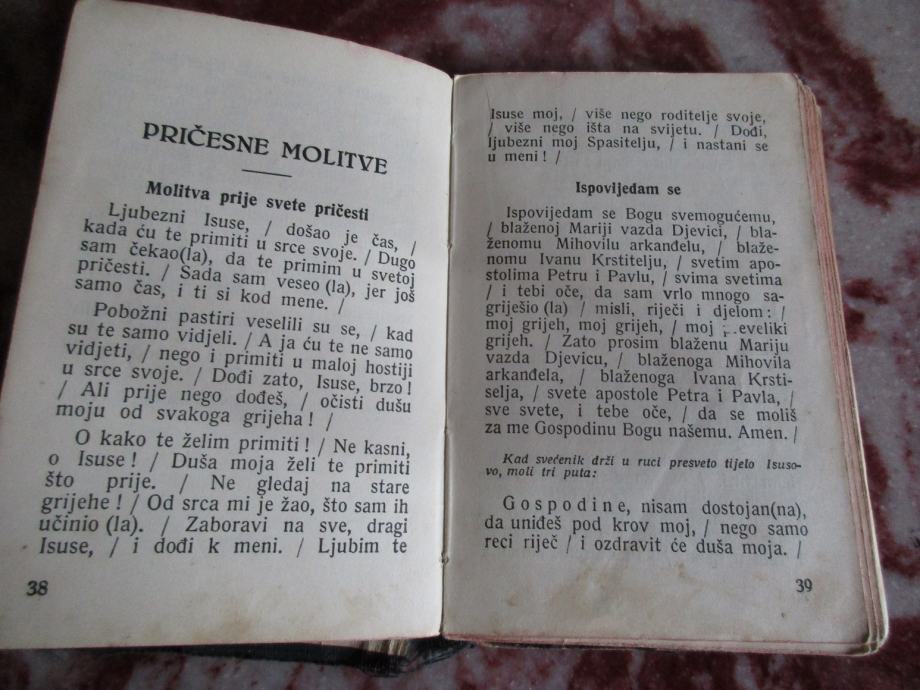 PRIČESNE MOLITVE
Molitva prije svete pričesti
Ljubezni Isuse, / došao je čas, /
kada ću te primiti u srce svoje. / Dugo
sam čekao(la), da te primim u svetoj
pričesti. / Sada sam veseo (la), jer još
samo čas, i ti si kod mene. /
Pobožni pastiri veselili su se, / kad
su te samo vidjeli. / A ja ću te ne samo
vidjeti, / nego i primiti u maloj hostiji
u srce svoje. / Dođi zato, Isuse, brzo!
/ Ali prije nego dođeš, / očisti dušu
moju od svakoga grijeha! /
O kako te želim primiti! / Ne kasni,
o Isuse! / Duša moja želi te primiti
što prije. / Ne gledaj na stare
grijehe! / Od srca mi je žao, što sam ih
učinio (la). / Zaboravi na sve, dragi
Isuse, / i dođi k meni. / Ljubim te
38
Isuse moj, / više nego roditelje svoje,
/ više nego išta na svijetu. / Dođi,
ljubezni moj Spasitelju, / i nastani se
u meni! /
Ispovijedam se
Ispovijedam se Bogu svemogućemu,
/ blaženoj Mariji vazda Djevici, / bla-
ženomu Mihovilu arkanđelu, / blaže-
nomu Ivanu Krstitelju, / svetim apo-
stolima Petru i Pavlu, / svima svetima
/ i tebi oče, da sam vrlo mnogo sa-
griješio (la) / misli, riječi i djelom: /
moj grijeh, moj grijeh, / moj eveliki
grijeh. / Zato prosim blaženu Mariju
vazda Djevicu, / blaženoga Mihovila
arkanđela, / blaženoga Ivana Krsti-
selja, / svete apostole Petra i Pavla, /
sve svete, i tebe oče, / da se moliš
za me Gospodinu Bogu našemu. Amen. /
Kad svećenik drži u ruci presveto tijelo Isuso-
vo, moli tri puta:
Gospodine, nisam dostojan(na),
da uniđeš pod krov moj, / nego samo
reci riječ / i ozdravit će duša moja. /
39